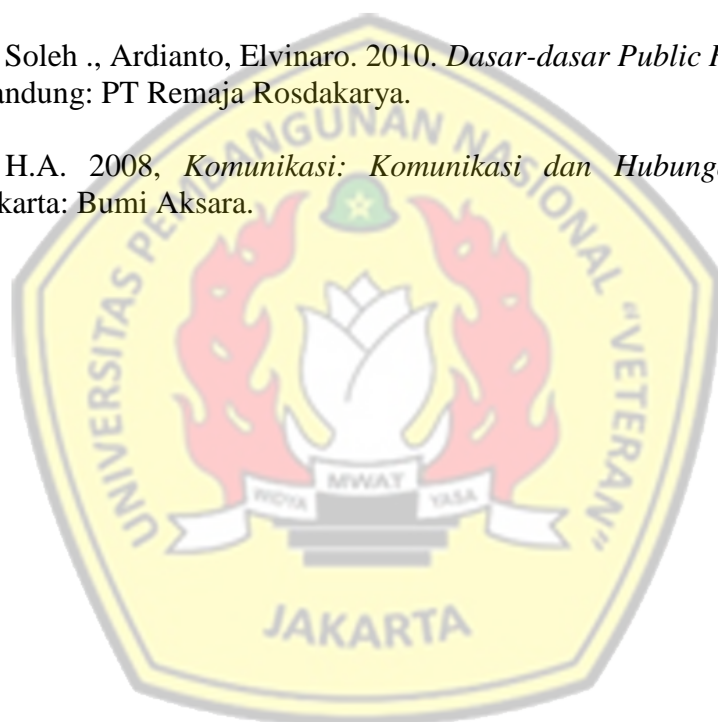 Soleh ., Ardianto, Elvinaro. 2010. Dasar-dasar Public
andung: PT Remaja Rosdakarya.
H.A. 2008, Komunikasi: Komunikasi dan Hubung
karta: Bumi Aksara.
UNIVERSITAS PEMBANGUNAN NASIONAL "VETERAN"
WIDYA MWAT YASA
JAKARTA